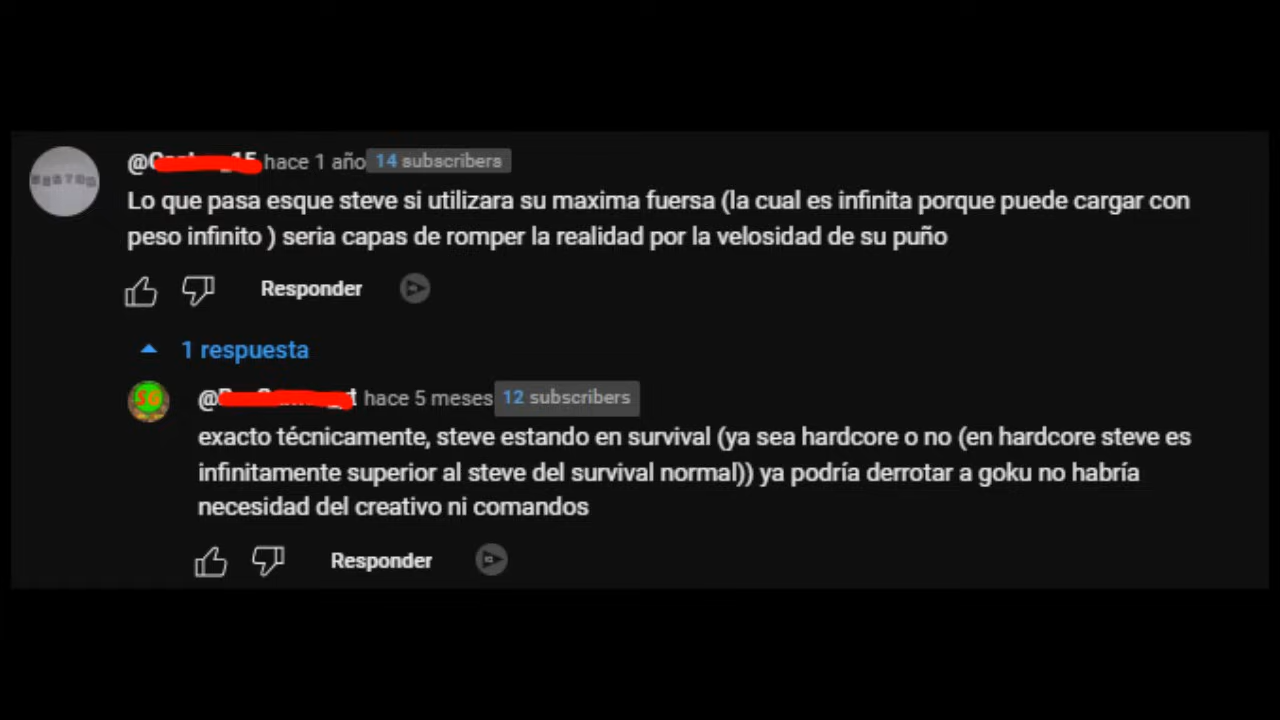 hace 1 año 14 subscribers
Lo que pasa esque steve si utilizara su maxima fuersa (la cual es infinita porque puede cargar con
peso infinito ) seria capas de romper la realidad por la velosidad de su puño
Responder
1 respuesta
SG
hace 5 meses 12 subscribers
exacto técnicamente, steve estando en survival (ya sea hardcore o no (en hardcore steve es
infinitamente superior al steve del survival normal)) ya podría derrotar a goku no habría
necesidad del creativo ni comandos
Responder